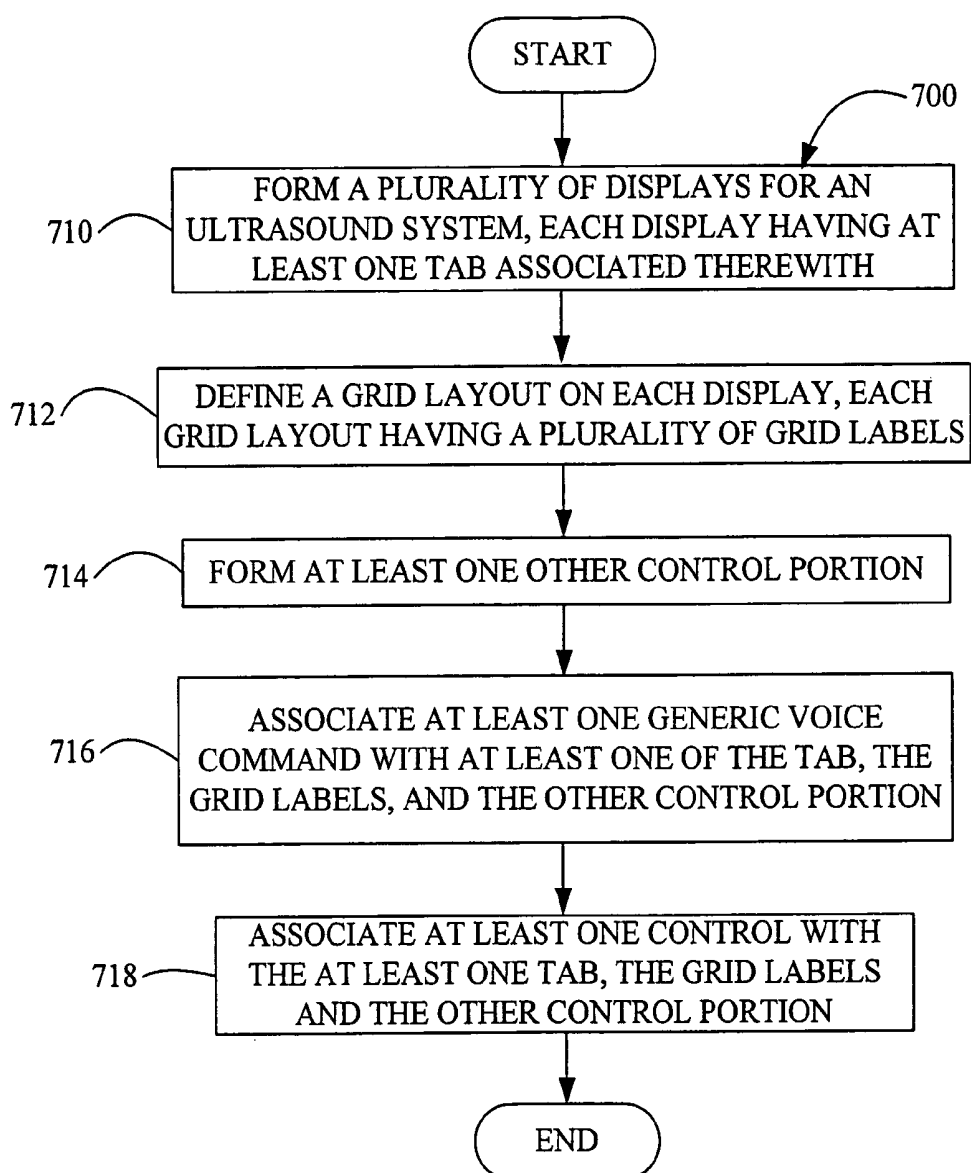 START
700
710
FORM A PLURALITY OF DISPLAYS FOR AN
ULTRASOUND SYSTEM, EACH DISPLAY HAVING AT
LEAST ONE TAB ASSOCIATED THEREWITH
712
DEFINE A GRID LAYOUT ON EACH DISPLAY, EACH
GRID LAYOUT HAVING A PLURALITY OF GRID LABELS
714
FORM AT LEAST ONE OTHER CONTROL PORTION
716
ASSOCIATE AT LEAST ONE GENERIC VOICE
COMMAND WITH AT LEAST ONE OF THE TAB, THE
GRID LABELS, AND THE OTHER CONTROL PORTION
718
ASSOCIATE AT LEAST ONE CONTROL WITH
THE AT LEAST ONE TAB, THE GRID LABELS
AND THE OTHER CONTROL PORTION
END